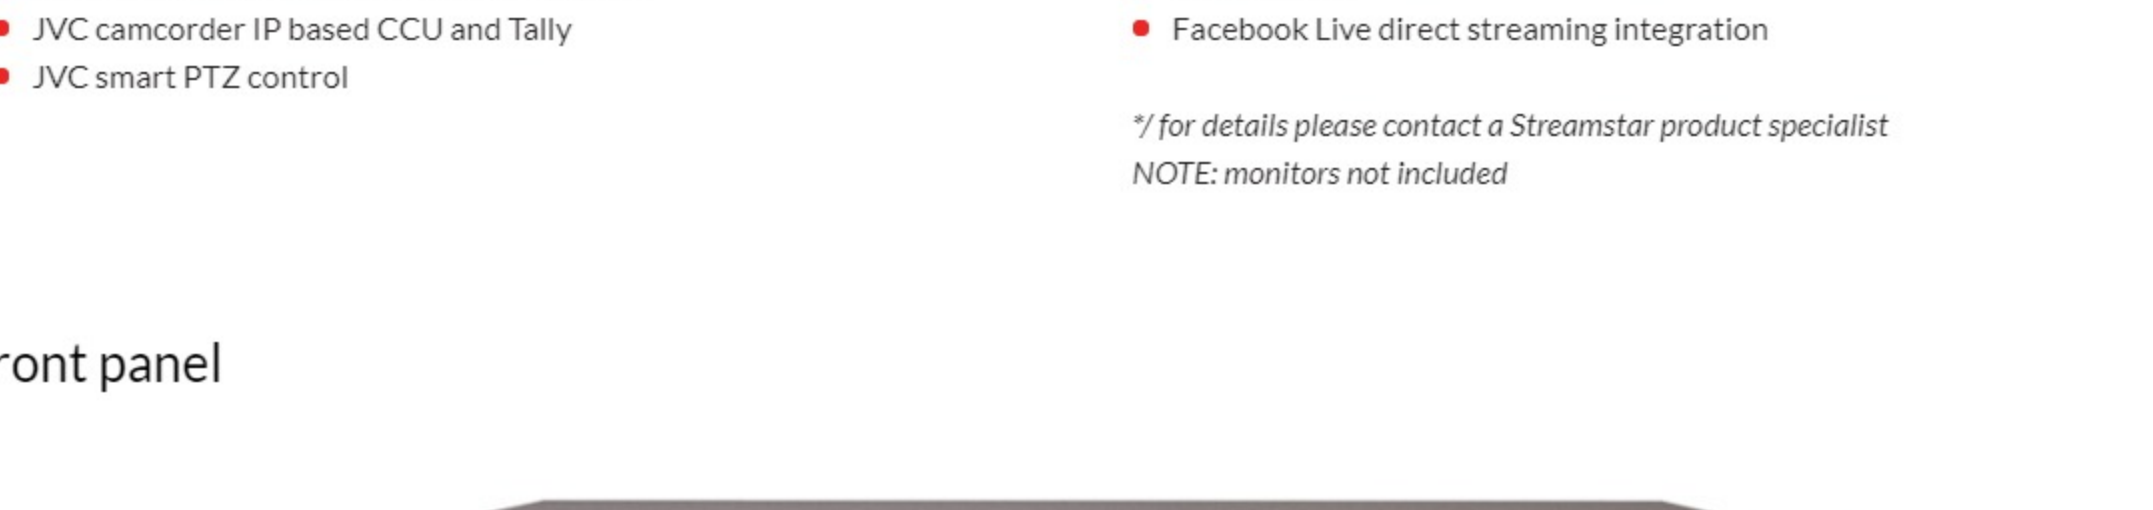 JVC camcorder IP based CCU and Tally
JVC smart PTZ control
Facebook Live direct streaming integration
*/ for details please contact a Streamstar product specialist
NOTE: monitors not included
ront panel